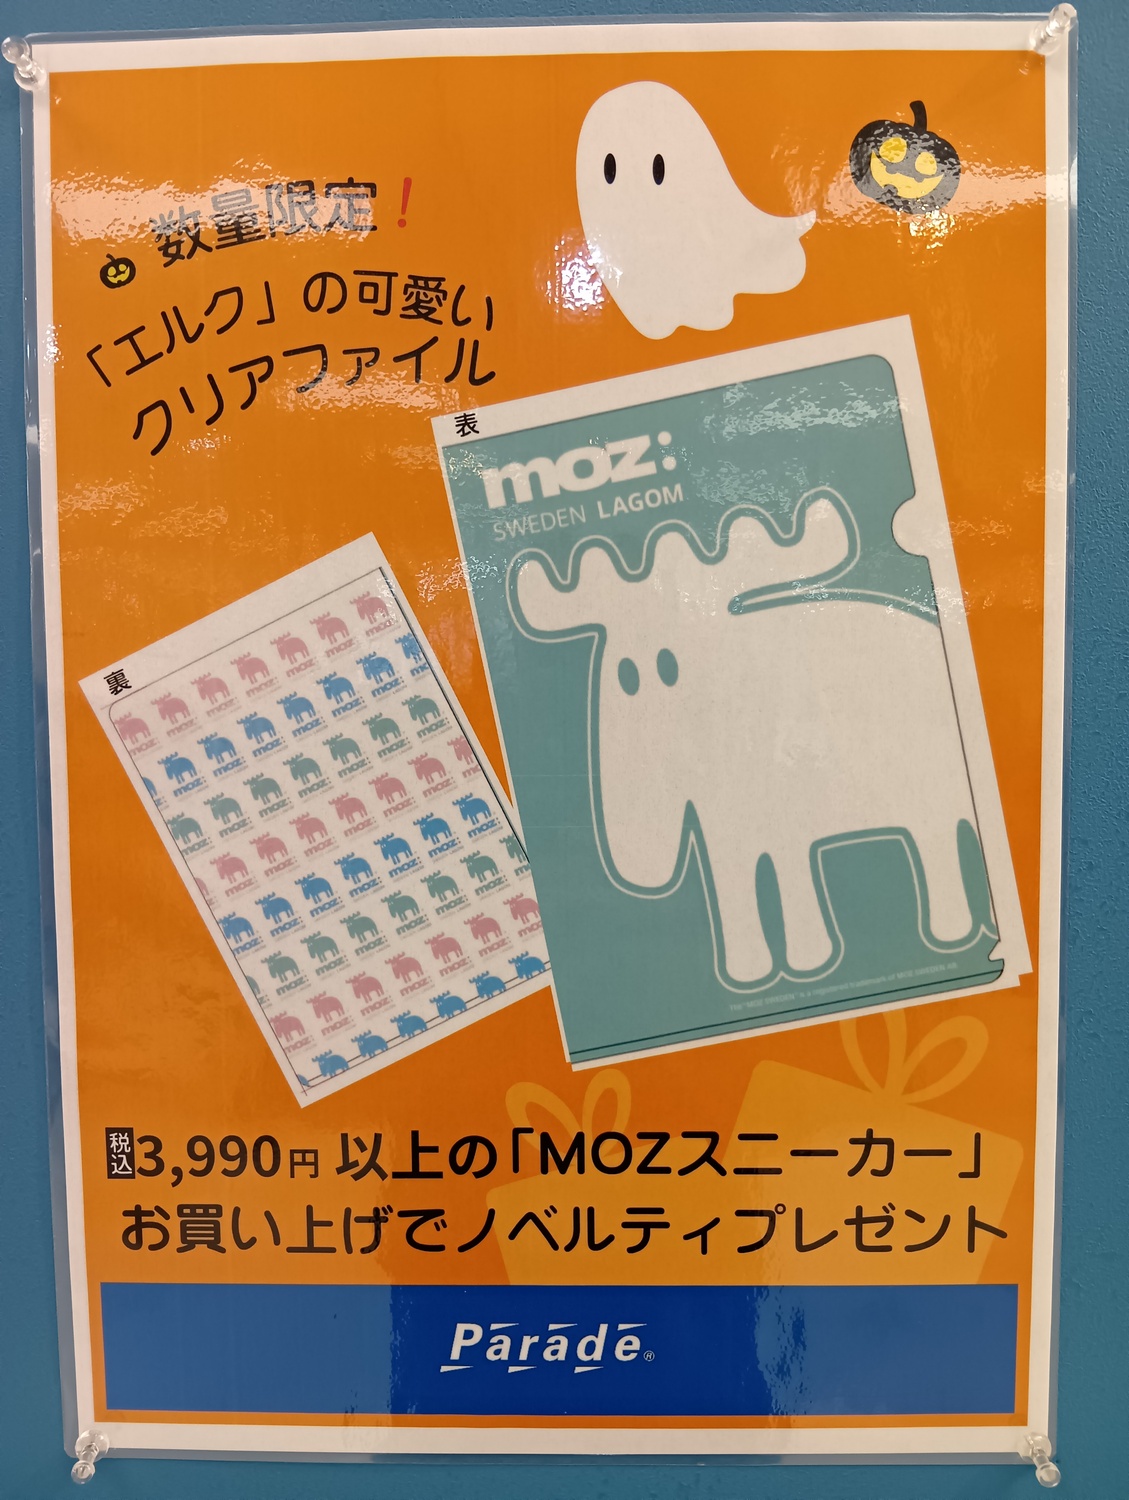 数量限定！
「エルク」の可愛い
クリアファイル
表
moz:
SWEDEN LAGOM
裏
税込3,990円 以上の「MOZスニーカー」
お買い上げでノベルティプレゼント
Parade®